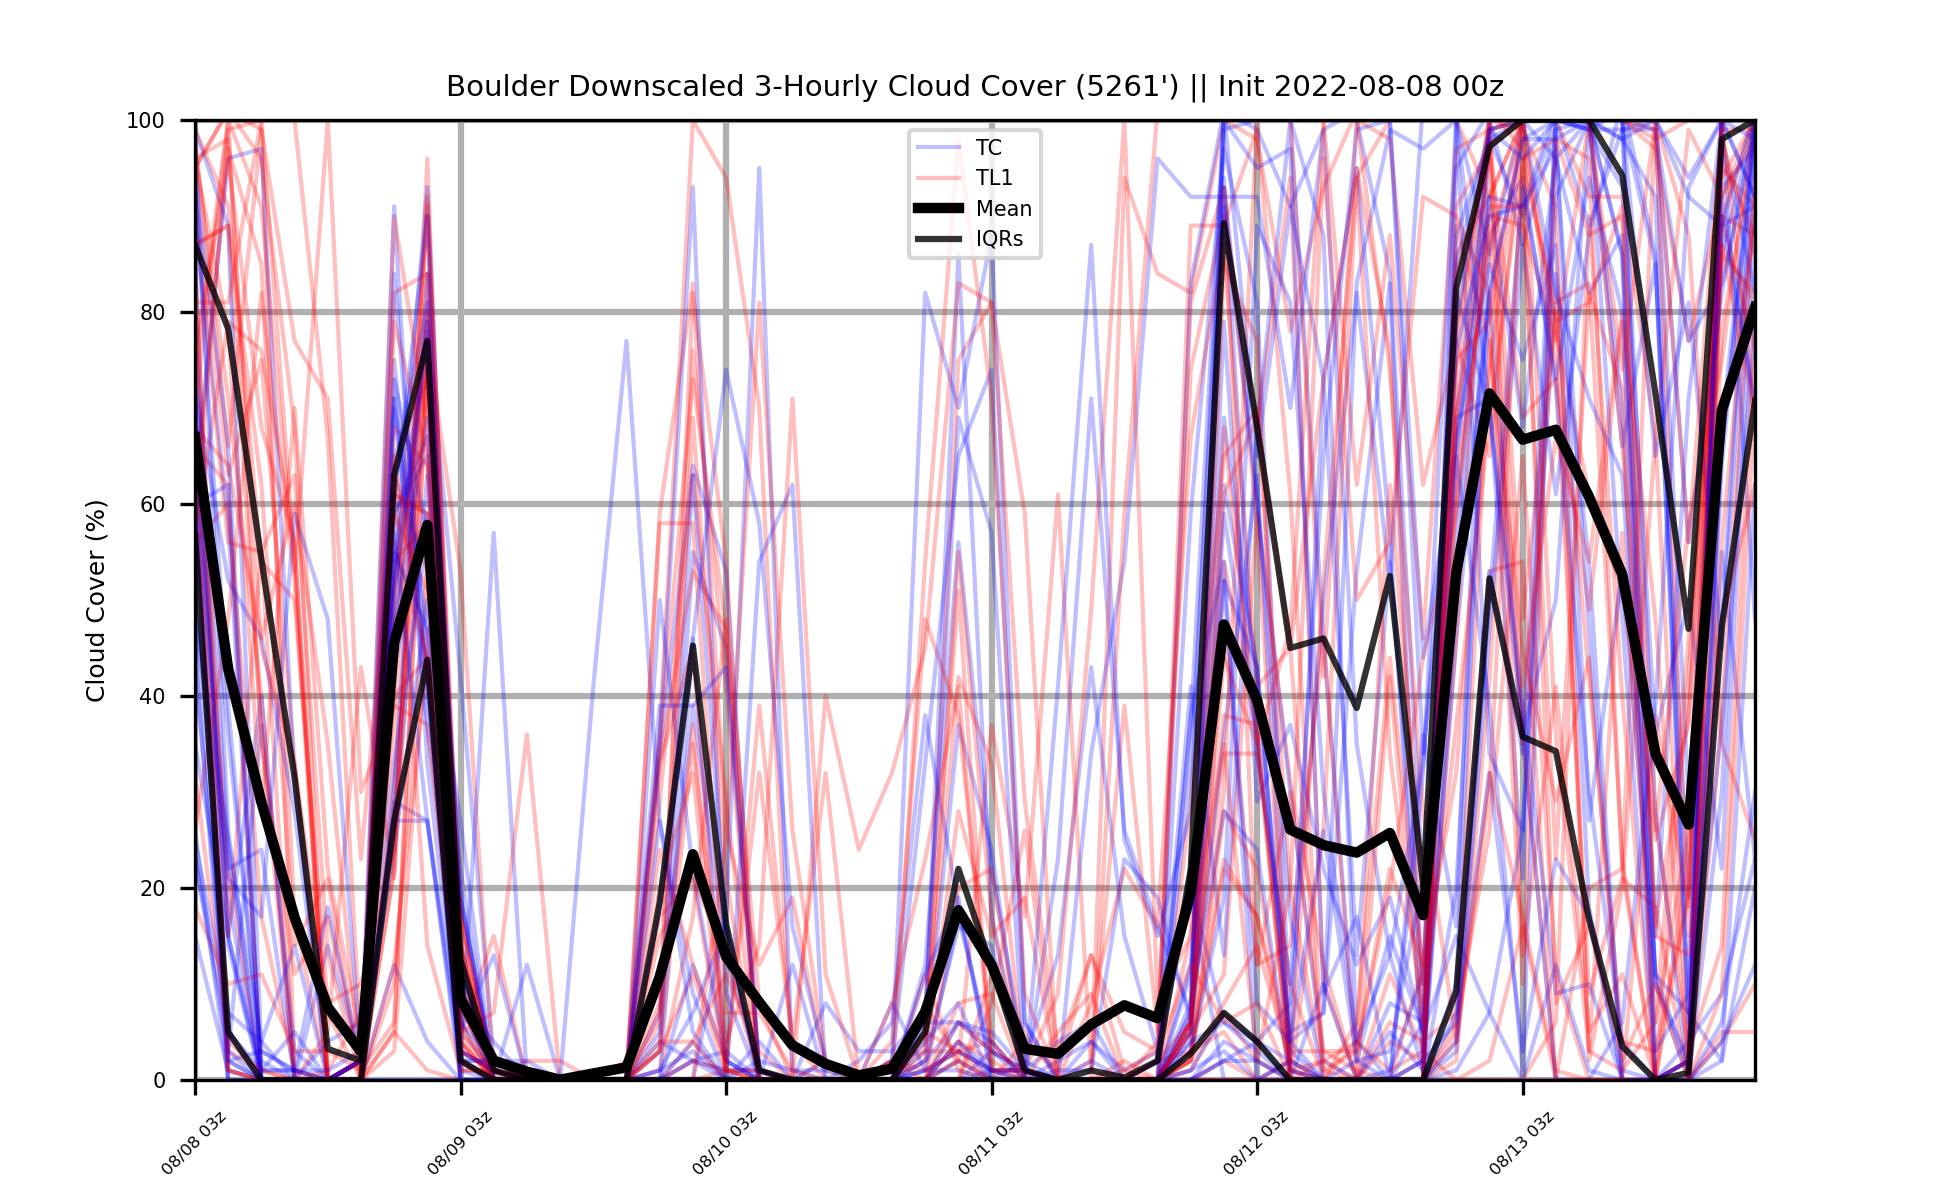 Boulder Downscaled 3-Hourly Cloud Cover (5261') || Init 2022-08-08 00z
TC
TL1
Mean
IQRs
Cloud Cover (%)
100
80
60
40
20
0
08/08 03z
08/09 03z
08/10 03z
08/11 03z
08/12 03z
08/13 03z